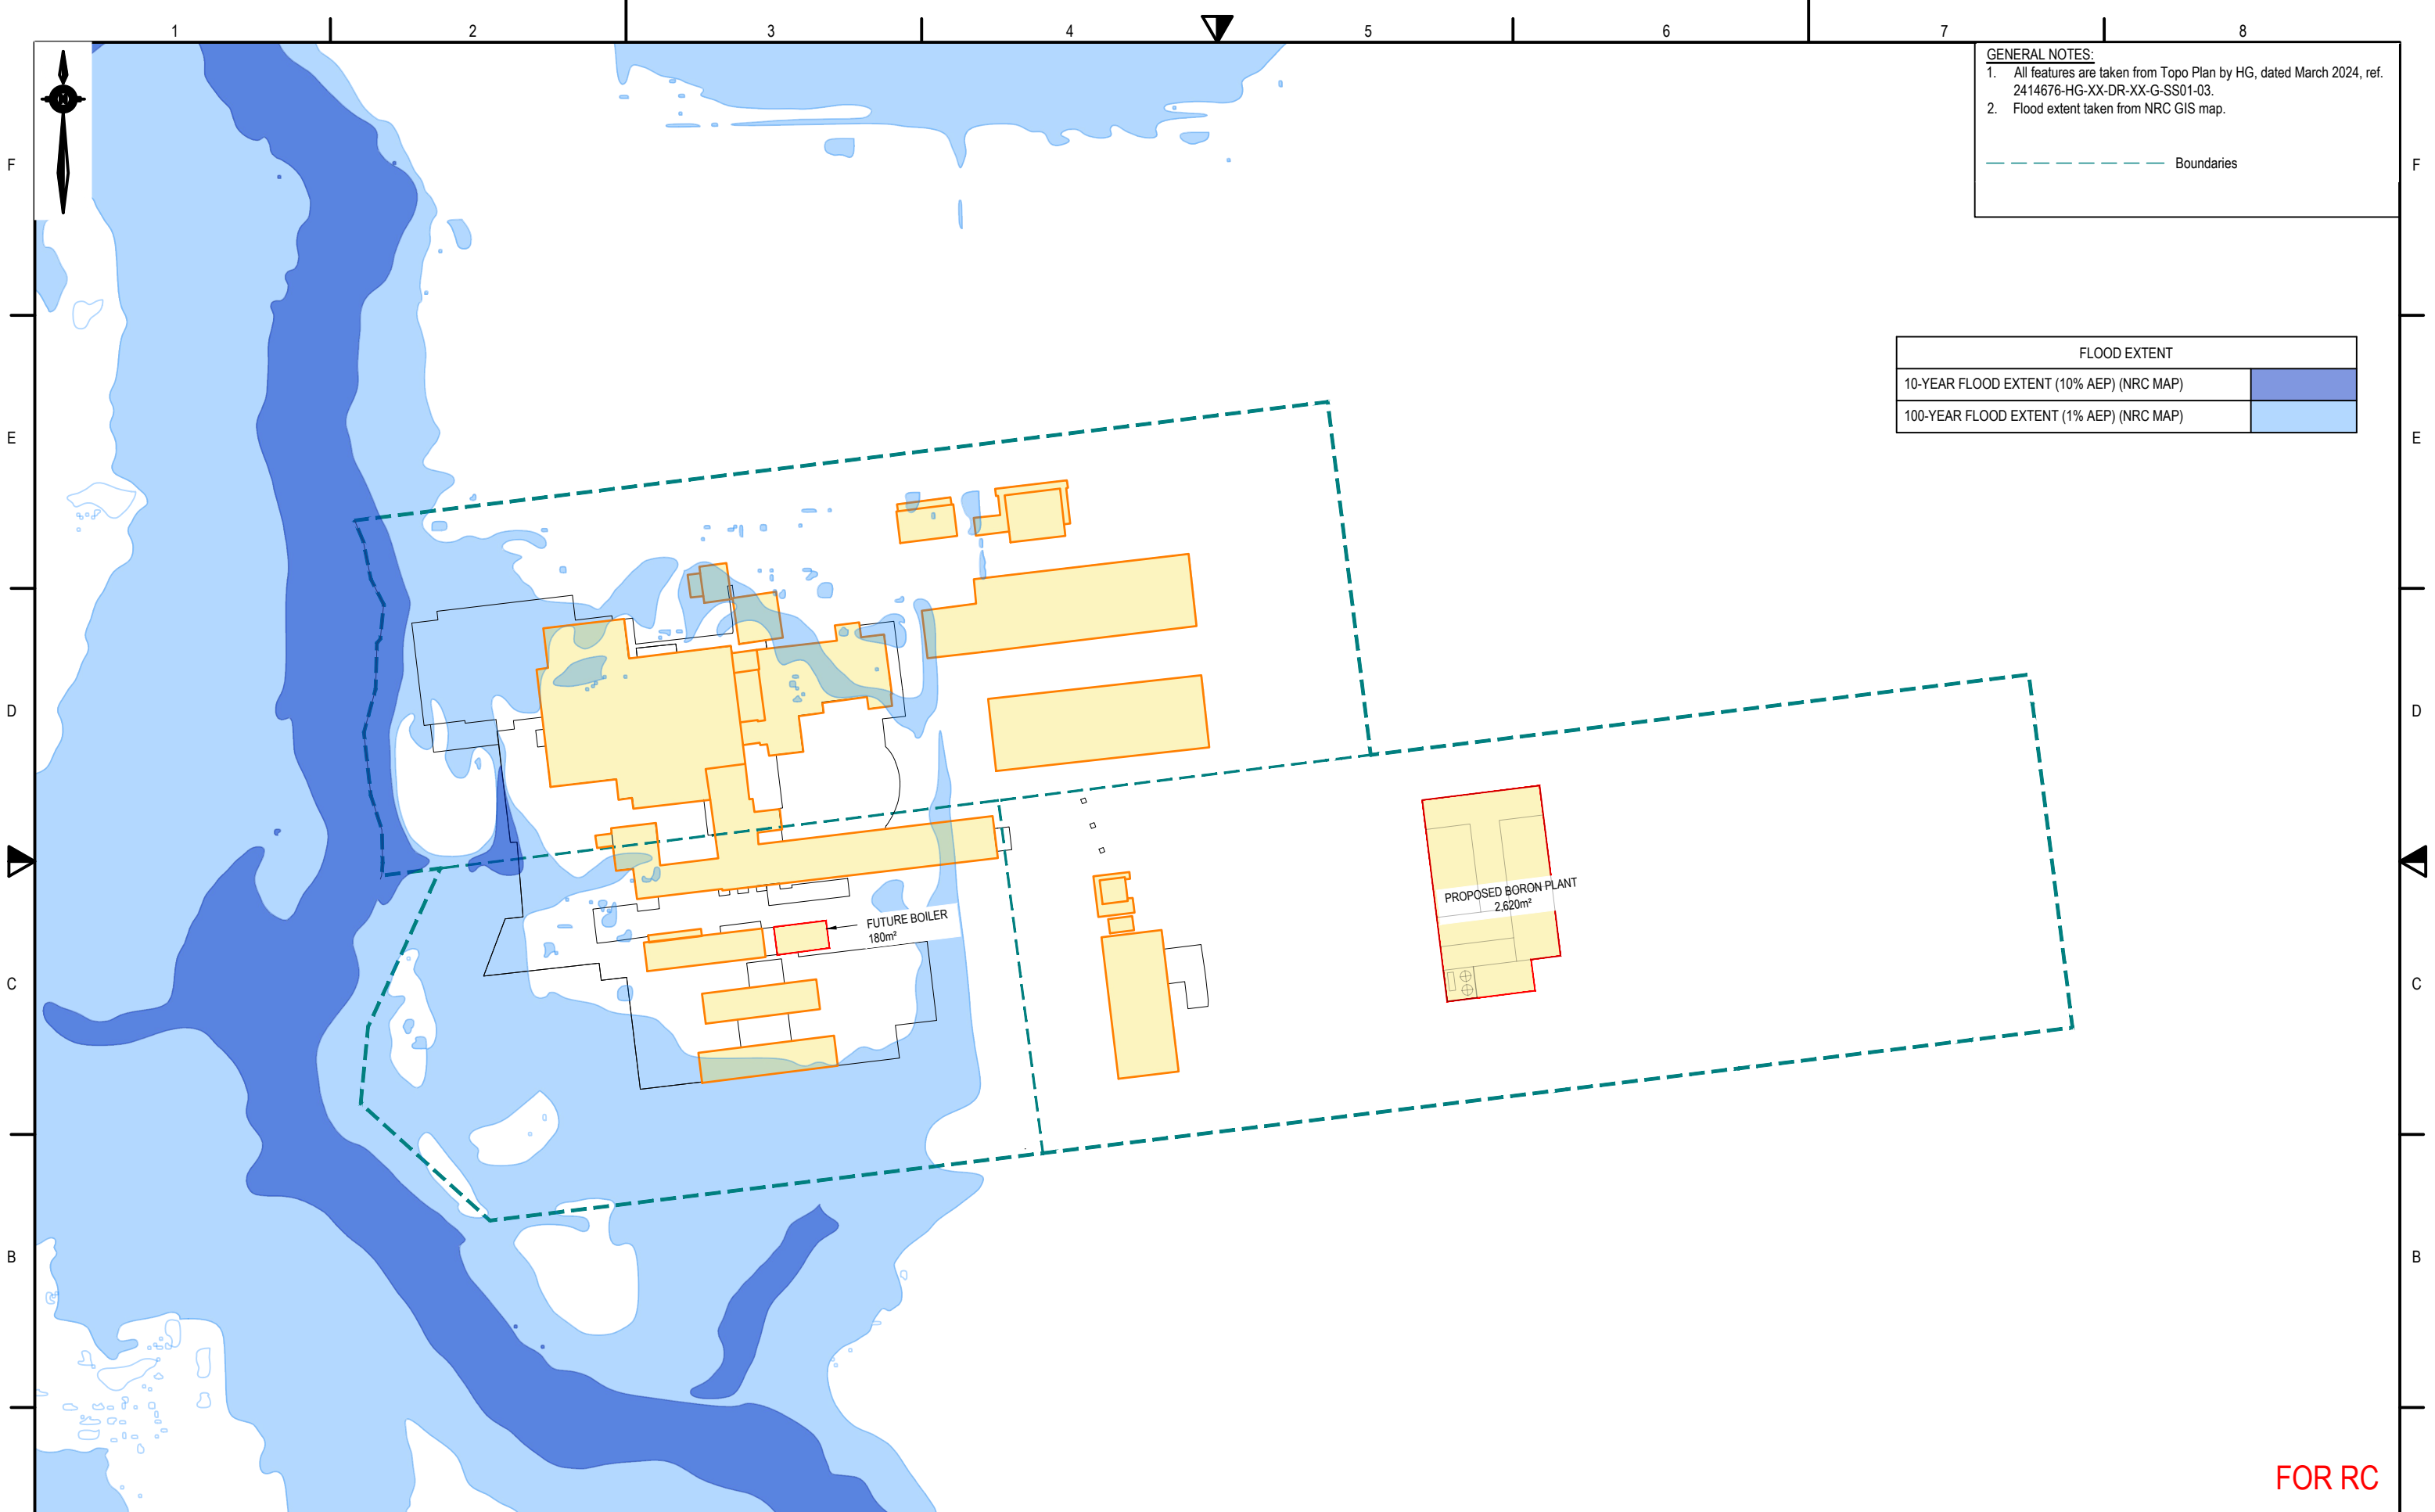 1 2 3 4 5 6 7 8
GENERAL NOTES:
1. All features are taken from Topo Plan by HG, dated March 2024, ref.
2414676-HG-XX-DR-XX-G-SS01-03.
2. Flood extent taken from NRC GIS map.
F F
Boundaries
FLOOD EXTENT
10-YEAR FLOOD EXTENT (10% AEP) (NRC MAP)
100-YEAR FLOOD EXTENT (1% AEP) (NRC MAP)
E E
D D
PROPOSED BORON PLANT
2,620m²
FUTURE BOILER
180m²
C C
B B
FOR RC